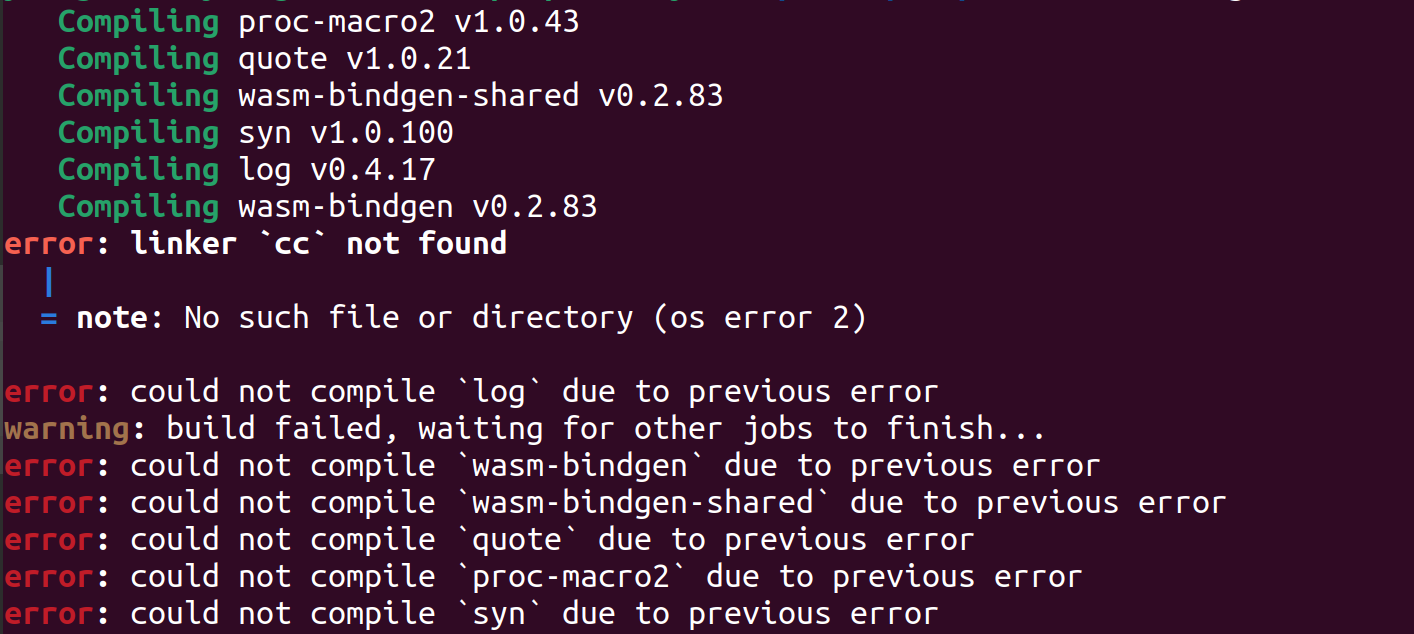 Compiling proc-macro2 v1.0.43
Compiling quote v1.0.21
Compiling wasm-bindgen-shared v0.2.83
Compiling syn v1.0.100
Compiling log v0.4.17
Compiling wasm-bindgen v0.2.83
error: linker `cc` not found
|
= note: No such file or directory (os error 2)
error: could not compile `log` due to previous error
warning: build failed, waiting for other jobs to finish...
error: could not compile `wasm-bindgen` due to previous error
error: could not compile `wasm-bindgen-shared` due to previous error
error: could not compile `quote` due to previous error
error: could not compile `proc-macro2` due to previous error
error: could not compile `syn` due to previous error